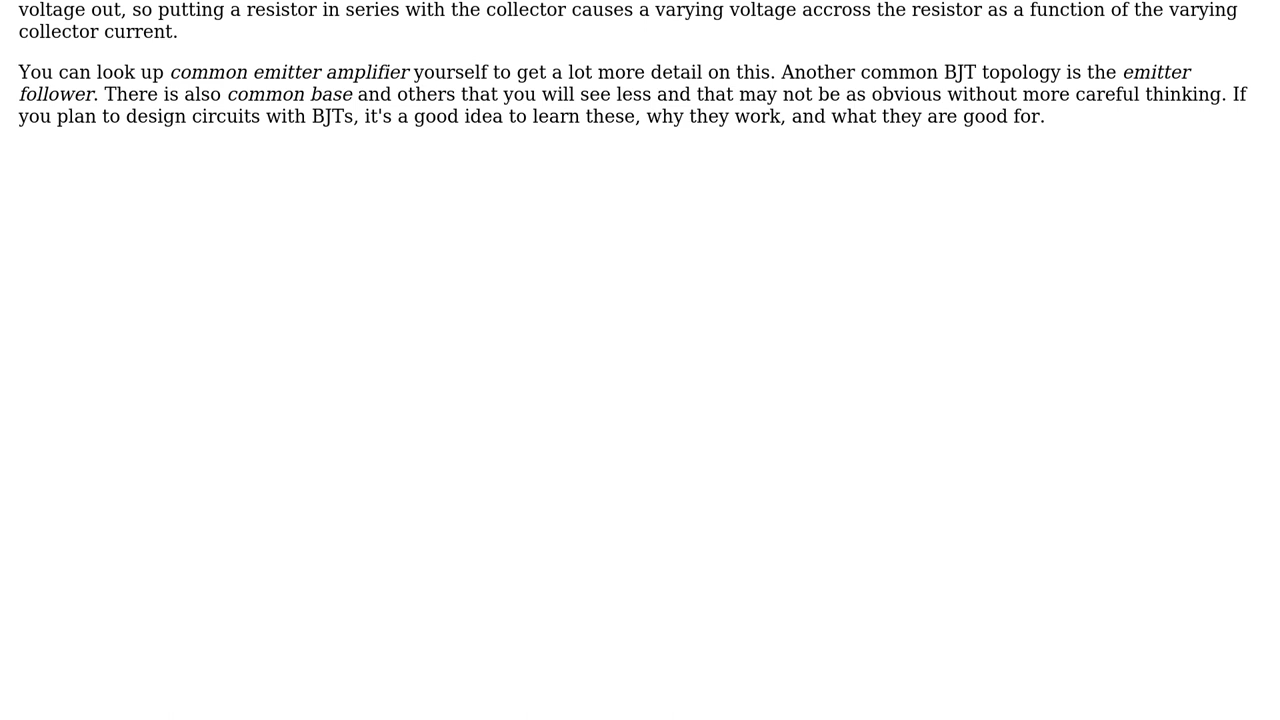 voltage out, so putting a resistor in series with the collector causes a varying voltage accross the resistor as a function of the varying
collector current.
You can look up common emitter amplifier yourself to get a lot more detail on this. Another common BJT topology is the emitter
follower. There is also common base and others that you will see less and that may not be as obvious without more careful thinking. If
you plan to design circuits with BJTs, it's a good idea to learn these, why they work, and what they are good for.